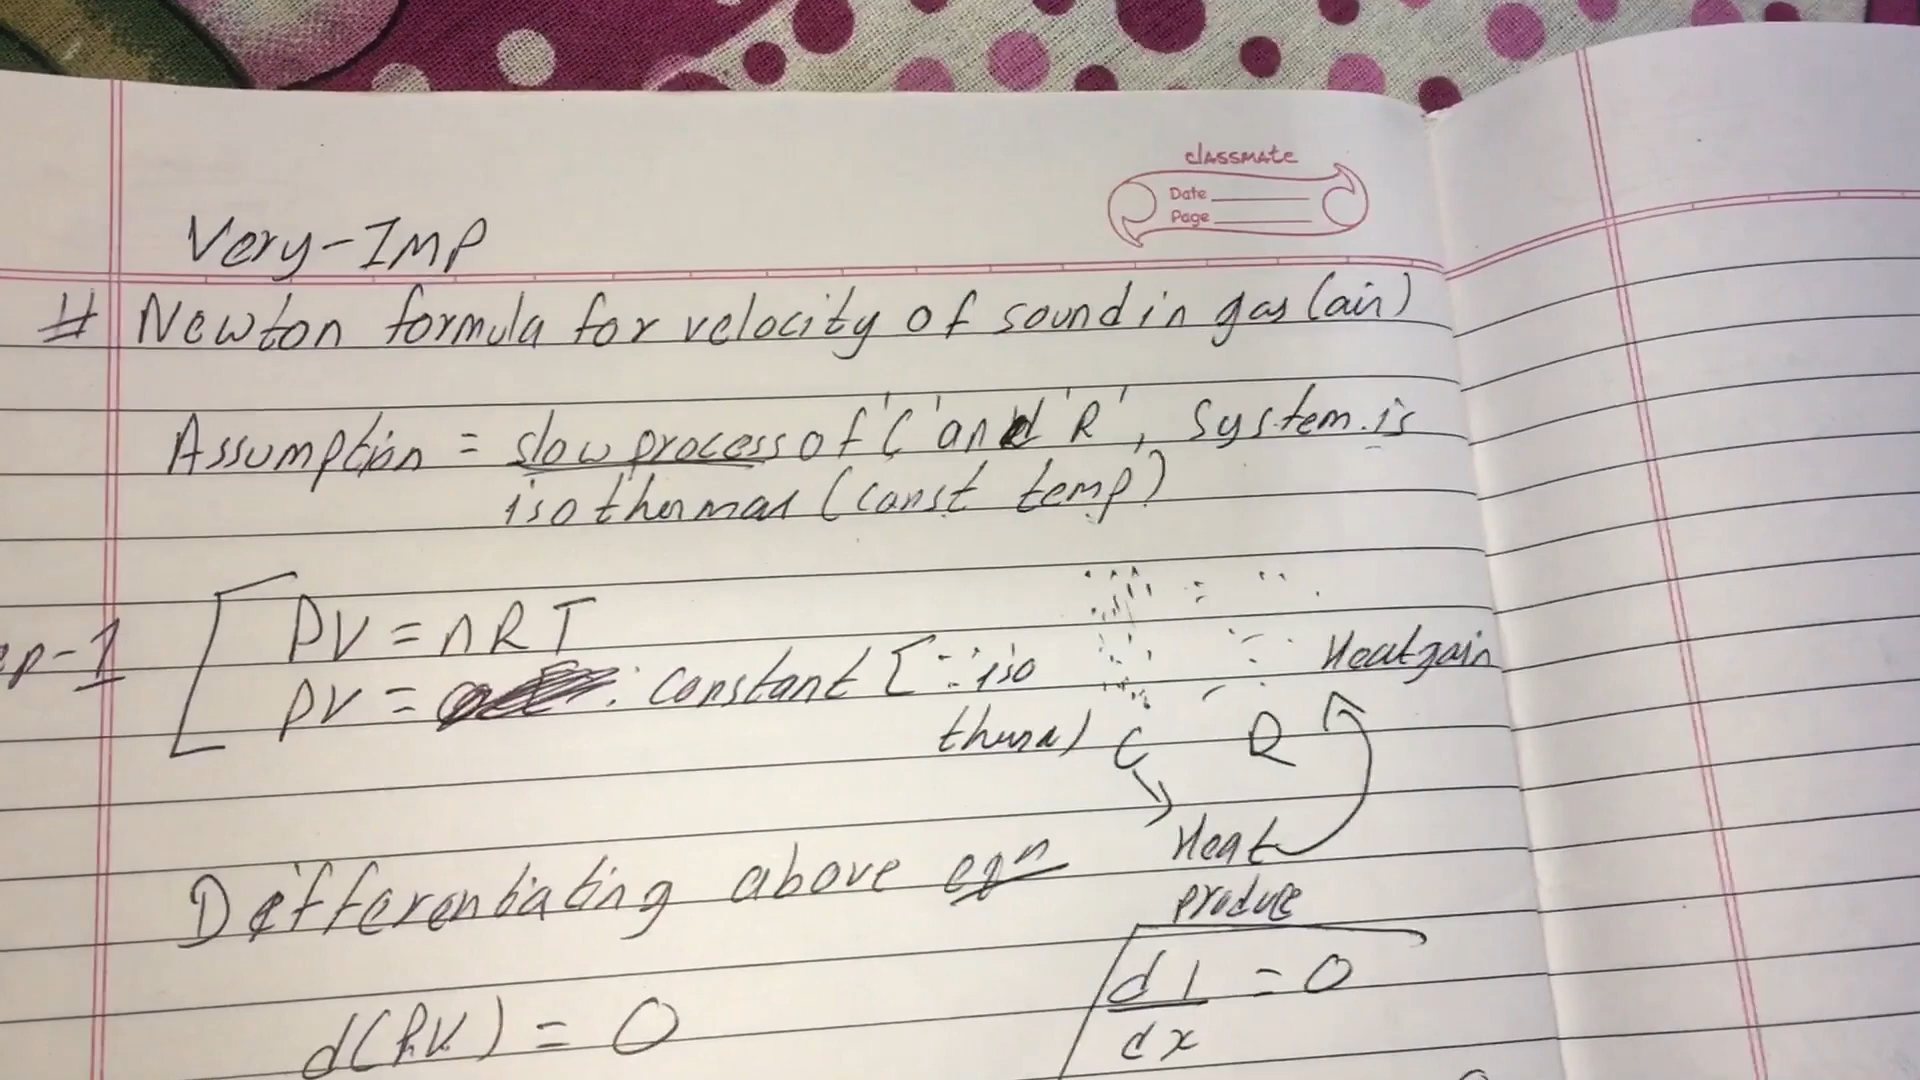 classmate
Date
Page
Very-IMP
# Newton formula for velocity of sound in gas (air)
Assumption = slow process of 'C' and 'R', System is
isothermal (const temp)
PV = nRT
PV = : constant [∵ iso
thermal)
-1
Heat gain
C R
Heat
produce
Differentiating above eqn
d1 = 0
dx
d(P.V.) = 0